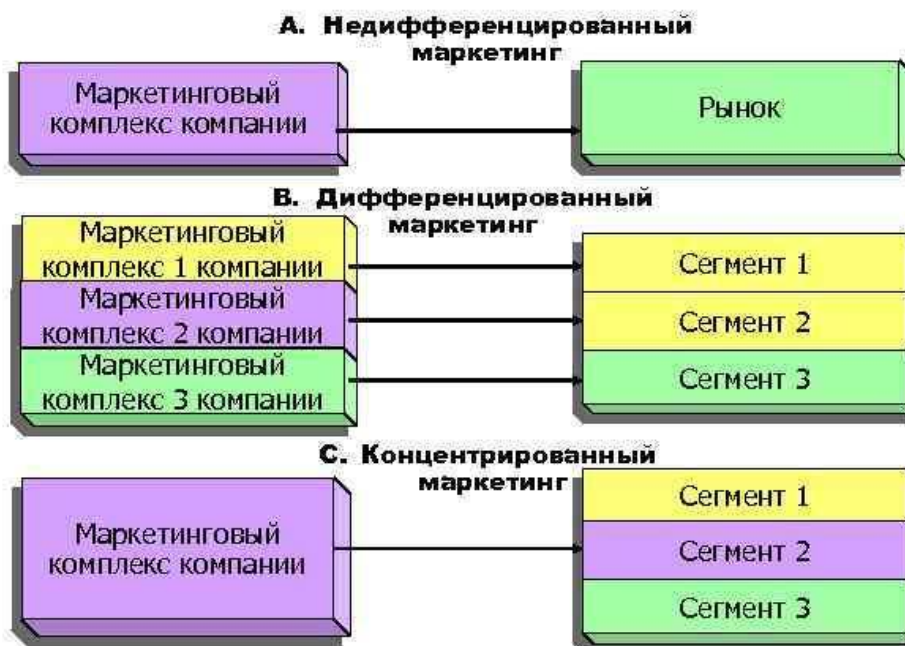 А. Недифференцированный
маркетинг
Маркетинговый
комплекс компании
Рынок
В. Дифференцированный
маркетинг
Маркетинговый
комплекс 1 компании
Маркетинговый
комплекс 2 компании
Маркетинговый
комплекс 3 компании
Сегмент 1
Сегмент 2
Сегмент 3
С. Концентрированный
маркетинг
Маркетинговый
комплекс компании
Сегмент 1
Сегмент 2
Сегмент 3